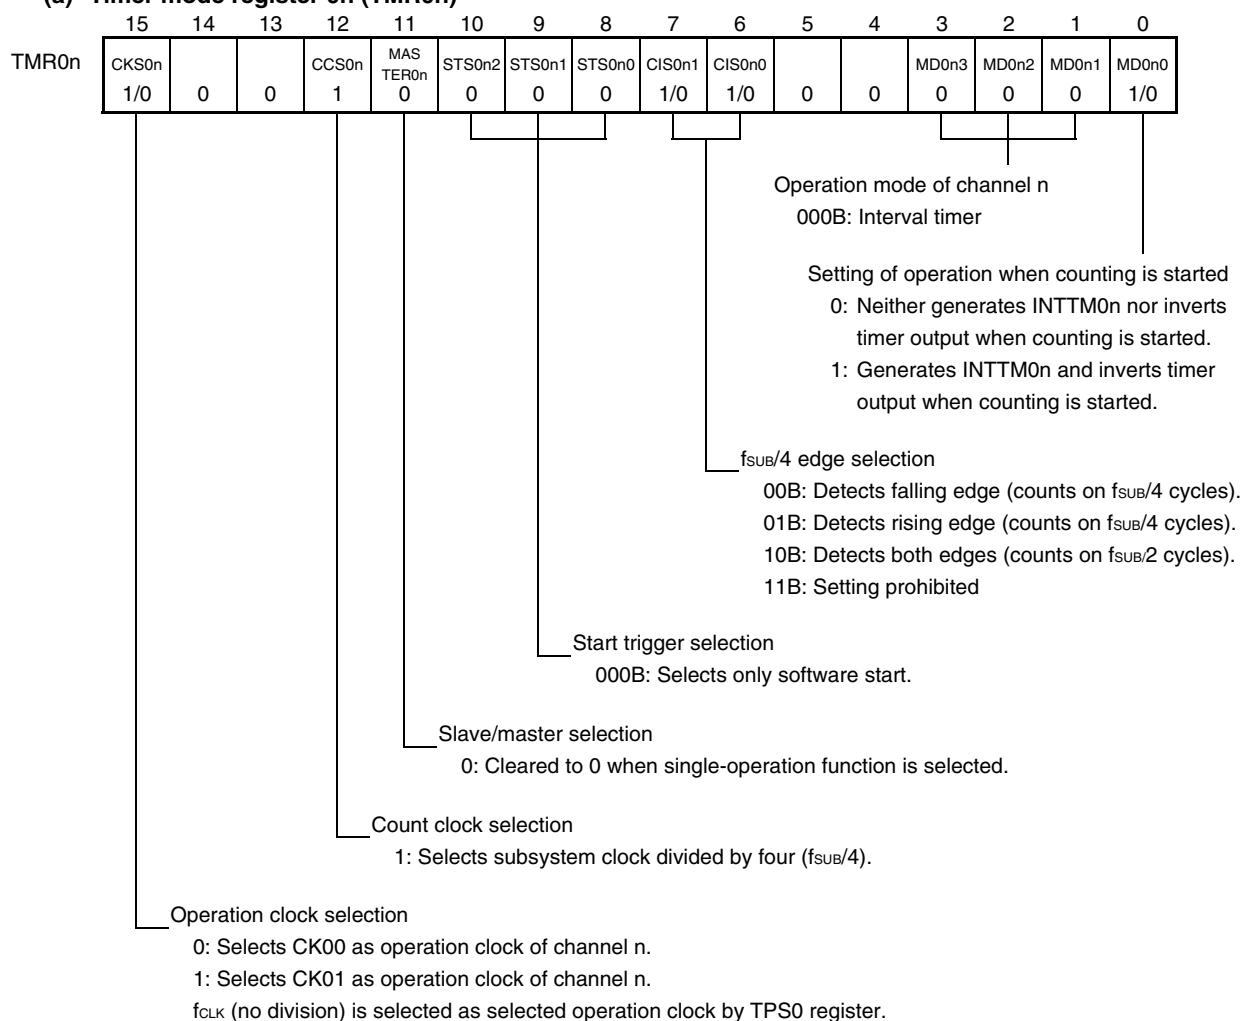 (a) Timer mode register 0n (TMR0n)
15 14 13 12 11 10 9 8 7 6 5 4 3 2 1 0
TMR0n CKS0n CCS0n MAS TER0n STS0n2 STS0n1 STS0n0 CIS0n1 CIS0n0 MD0n3 MD0n2 MD0n1 MD0n0
1/0 0 0 1 0 0 0 0 1/0 1/0 0 0 0 0 0 1/0
Operation mode of channel n
000B: Interval timer
Setting of operation when counting is started
0: Neither generates INTTM0n nor inverts
timer output when counting is started.
1: Generates INTTM0n and inverts timer
output when counting is started.
fSUB/4 edge selection
00B: Detects falling edge (counts on fSUB/4 cycles).
01B: Detects rising edge (counts on fSUB/4 cycles).
10B: Detects both edges (counts on fSUB/2 cycles).
11B: Setting prohibited
Start trigger selection
000B: Selects only software start.
Slave/master selection
0: Cleared to 0 when single-operation function is selected.
Count clock selection
1: Selects subsystem clock divided by four (fSUB/4).
Operation clock selection
0: Selects CK00 as operation clock of channel n.
1: Selects CK01 as operation clock of channel n.
fCLK (no division) is selected as selected operation clock by TPS0 register.